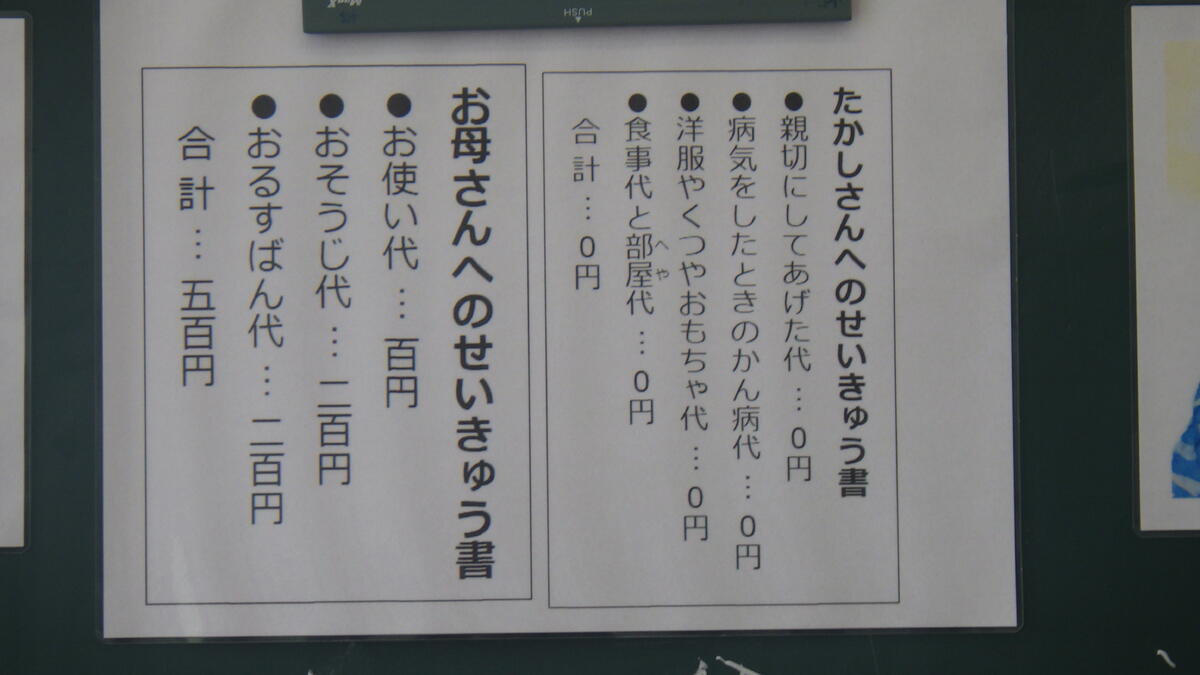 たかしさんへのせいきゅう書
●親切にしてあげた代…０円
●病気をしたときのかん病代…０円
●洋服やくつやおもちゃ代…０円
●食事代と部屋代…０円
へや
合計…０円
お母さんへのせいきゅう書
●お使い代…百円
●おそうじ代…二百円
●おるすばん代…二百円
合計…五百円
PUSH